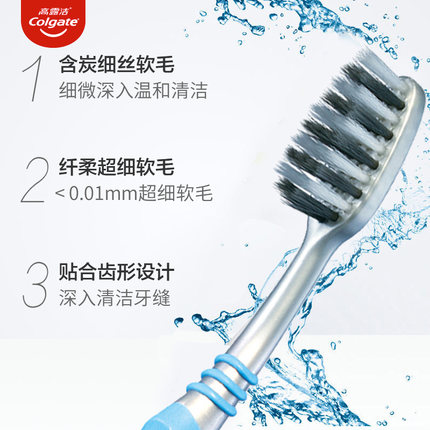 高露洁
Colgate
1
含炭细丝软毛
细微深入温和清洁
2
纤柔超细软毛
<0.01mm超细软毛
3
贴合齿形设计
深入清洁牙缝